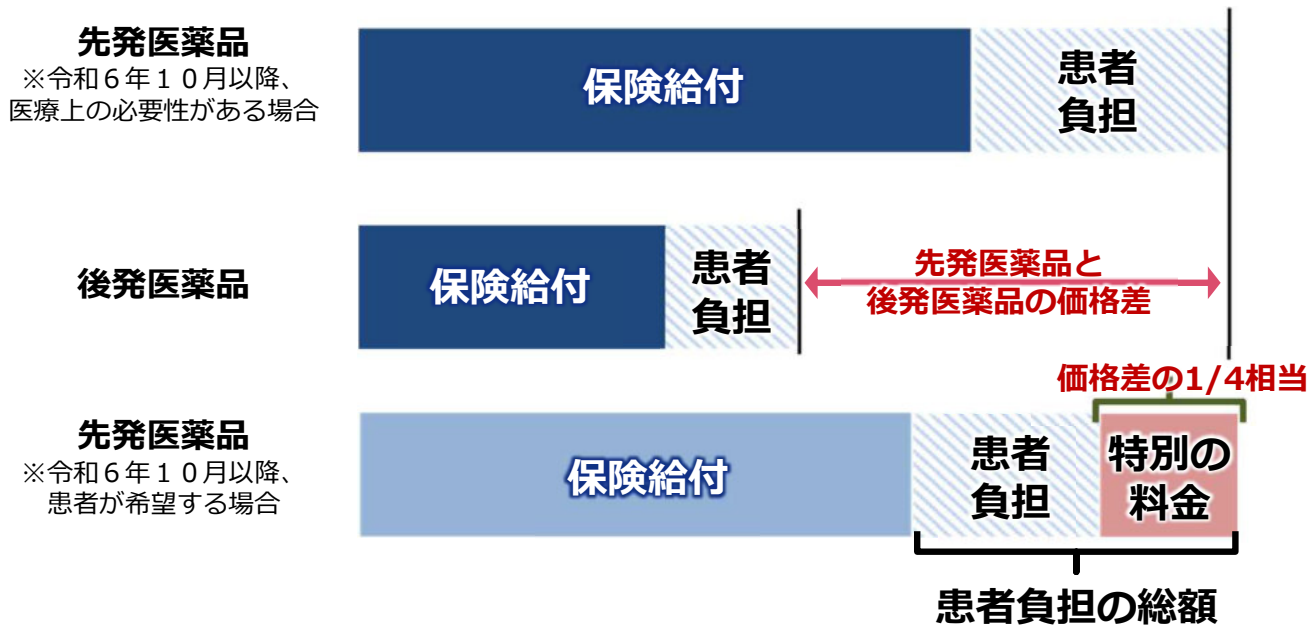 先発医薬品
※令和６年１０月以降、
医療上の必要性がある場合
保険給付
患者
負担
後発医薬品
保険給付
患者
負担
先発医薬品と
後発医薬品の価格差
価格差の1/4相当
先発医薬品
※令和６年１０月以降、
患者が希望する場合
保険給付
患者
負担
特別の
料金
患者負担の総額